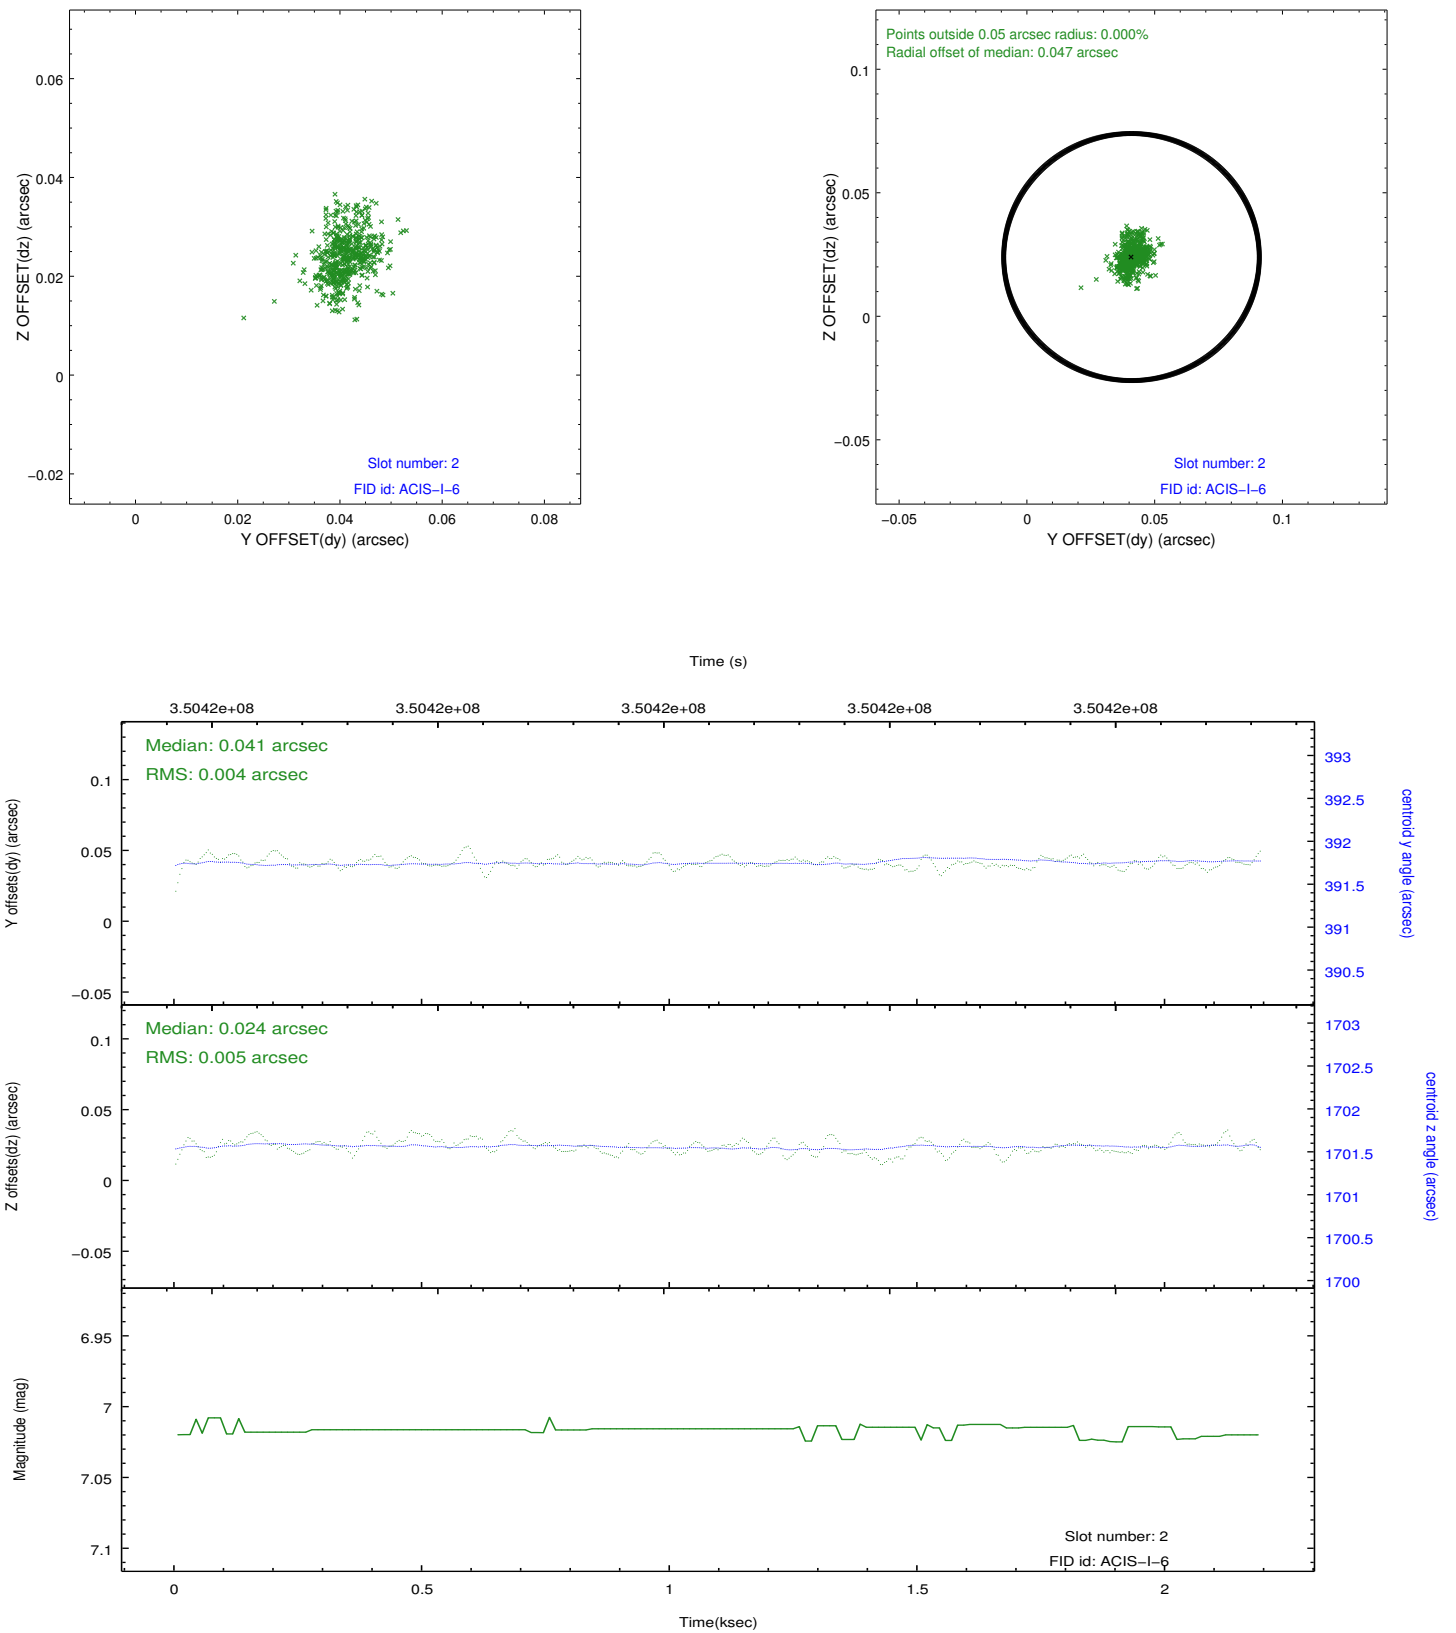 Points outside 0.05 arcsec radius: 0.000%
Radial offset of median: 0.047 arcsec
0.06
0.04
0.02
0
−0.02
Z OFFSET(dz) (arcsec)
Slot number: 2
FID id: ACIS−I−6
0 0.02 0.04 0.06 0.08
Y OFFSET(dy) (arcsec)
0.1
0.05
0
−0.05
Z OFFSET(dz) (arcsec)
Slot number: 2
FID id: ACIS−I−6
−0.05 0 0.05 0.1
Y OFFSET(dy) (arcsec)
Time (s)
3.5042e+08 3.5042e+08 3.5042e+08 3.5042e+08 3.5042e+08
Median: 0.041 arcsec
RMS: 0.004 arcsec
0.1
0.05
0
−0.05
Y offsets(dy) (arcsec)
393
392.5
392
391.5
391
390.5
centroid y angle (arcsec)
Median: 0.024 arcsec
RMS: 0.005 arcsec
0.1
0.05
0
−0.05
Z offsets(dz) (arcsec)
1703
1702.5
1702
1701.5
1701
1700.5
1700
centroid z angle (arcsec)
6.95
7
7.05
7.1
Magnitude (mag)
Slot number: 2
FID id: ACIS−I−6
0 0.5 1 1.5 2
Time(ksec)